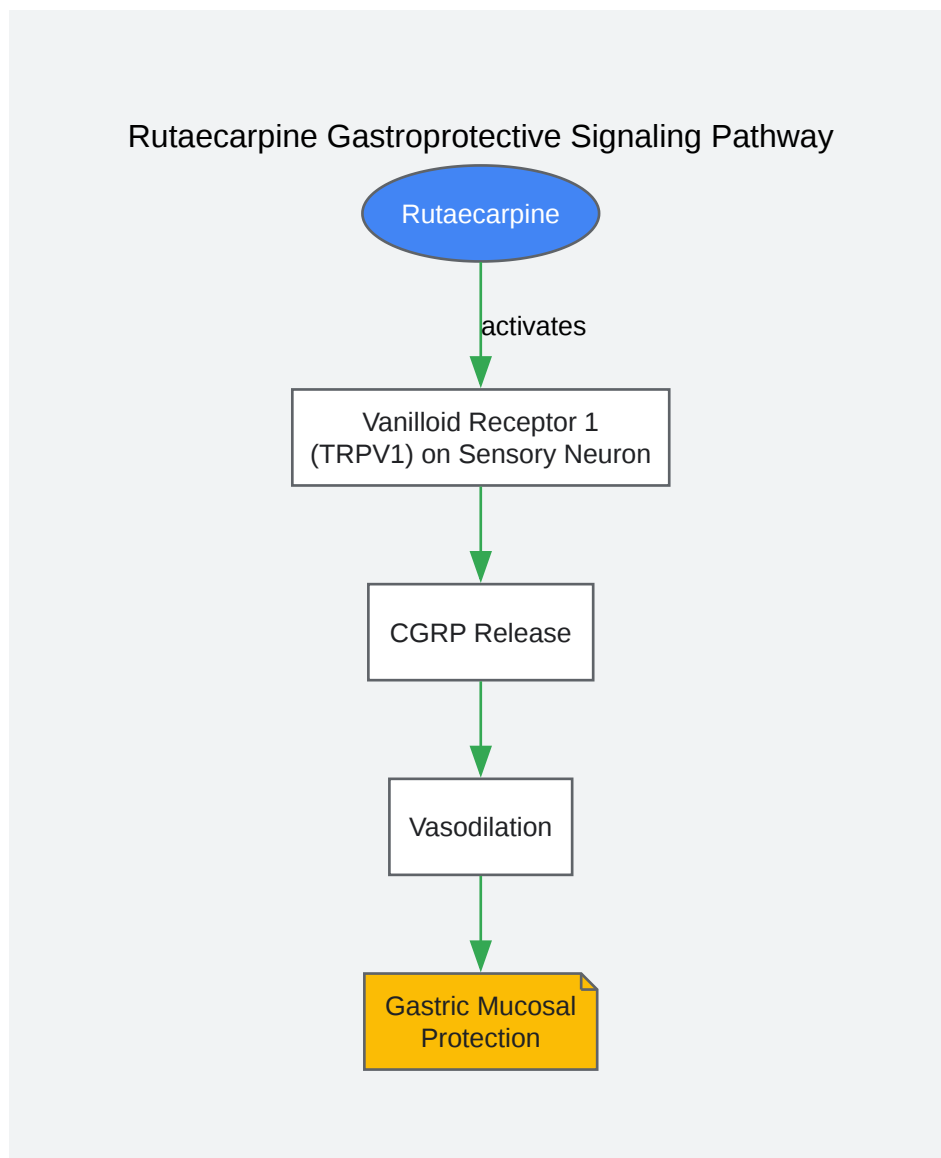 Rutaecarpine Gastroprotective Signaling Pathway
Rutaecarpine
activates
Vanilloid Receptor 1
(TRPV1) on Sensory Neuron
CGRP Release
Vasodilation
Gastric Mucosal
Protection